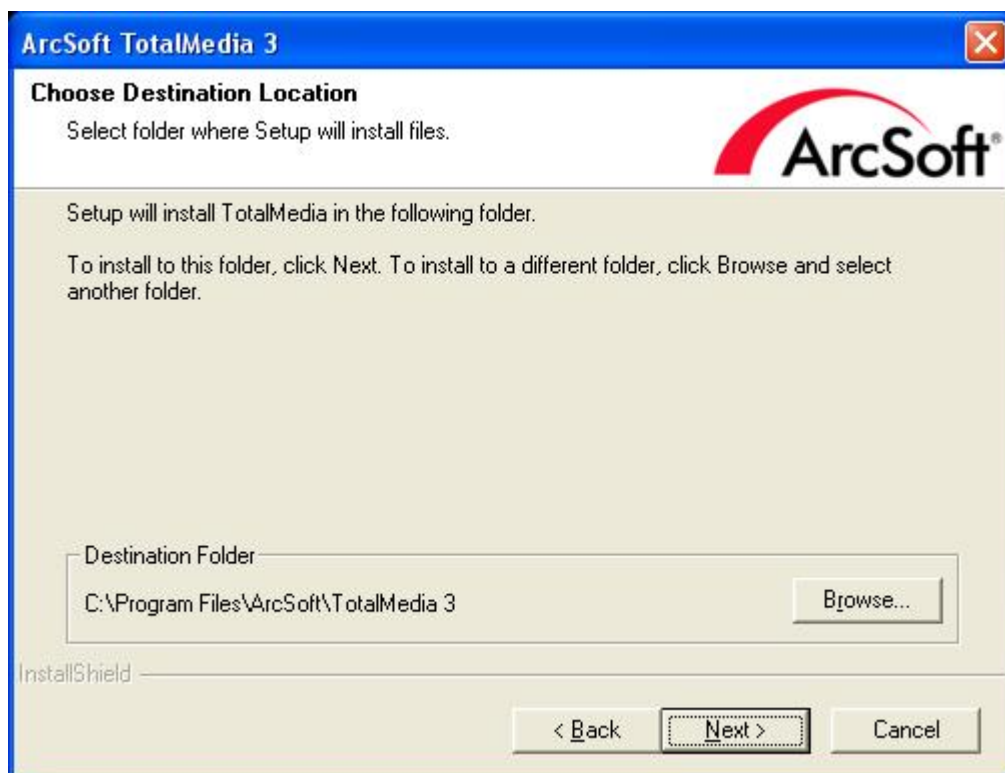 ArcSoft TotalMedia 3
Choose Destination Location
Select folder where Setup will install files.
ArcSoft®
Setup will install TotalMedia in the following folder.
To install to this folder, click Next. To install to a different folder, click Browse and select
another folder.
Destination Folder
C:\Program Files\ArcSoft\TotalMedia 3
Browse...
InstallShield
< Back
Next >
Cancel